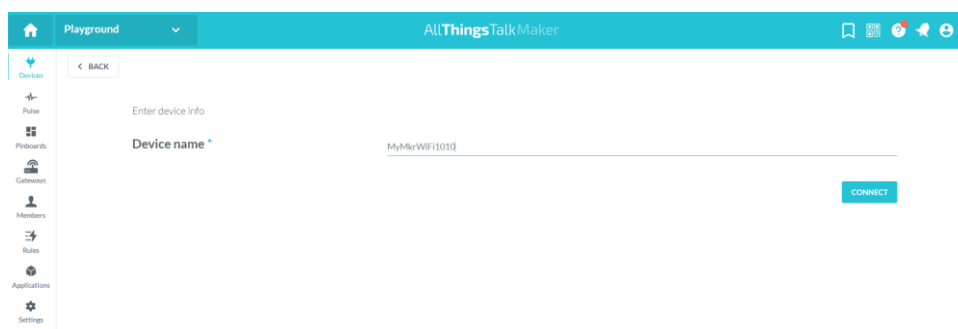 Playground
AllThingsTalkMaker
Devices
< BACK
Pulse
Enter device info
Pinboards
Device name *
MyMkrWiFi1010
Gateways
CONNECT
Members
Rules
Applications
Settings